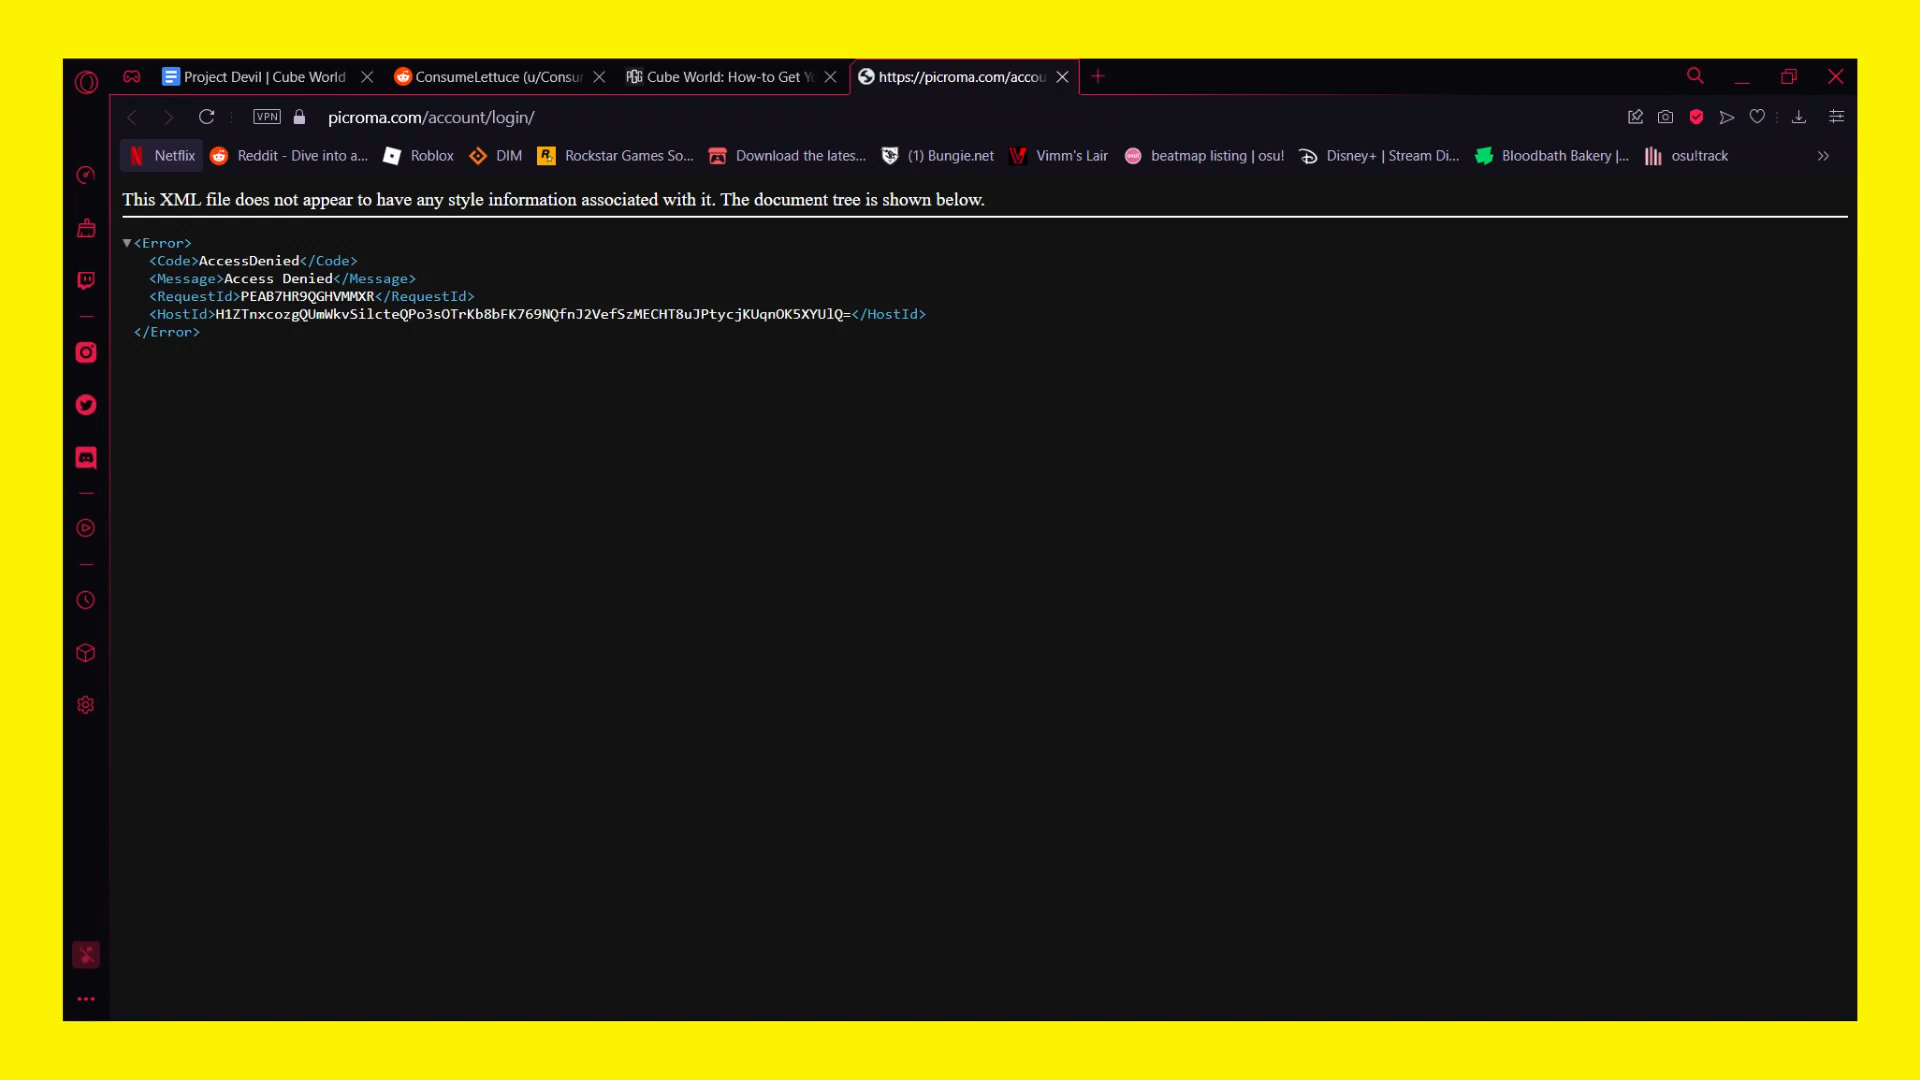 Project Devil | Cube World
ConsumeLettuce (u/Consu
Cube World: How-to Get Y
https://picroma.com/accou
VPN
picroma.com/account/login/
Netflix
Reddit - Dive into a...
Roblox
DIM
Rockstar Games So...
Download the lates...
(1) Bungie.net
Vimm's Lair
beatmap listing | osu!
Disney+ | Stream Di...
Bloodbath Bakery |...
osu!track
This XML file does not appear to have any style information associated with it. The document tree is shown below.
<Error>
<Code>AccessDenied</Code>
<Message>Access Denied</Message>
<RequestId>PEAB7HR9QGHVMMXR</RequestId>
<HostId>H1ZTnxcozgQUmWkvSilcteQPo3sOTrKb8bFK769NQfnJ2VefSzMECHT8uJPtycjKUqnOK5XYUlQ=</HostId>
</Error>